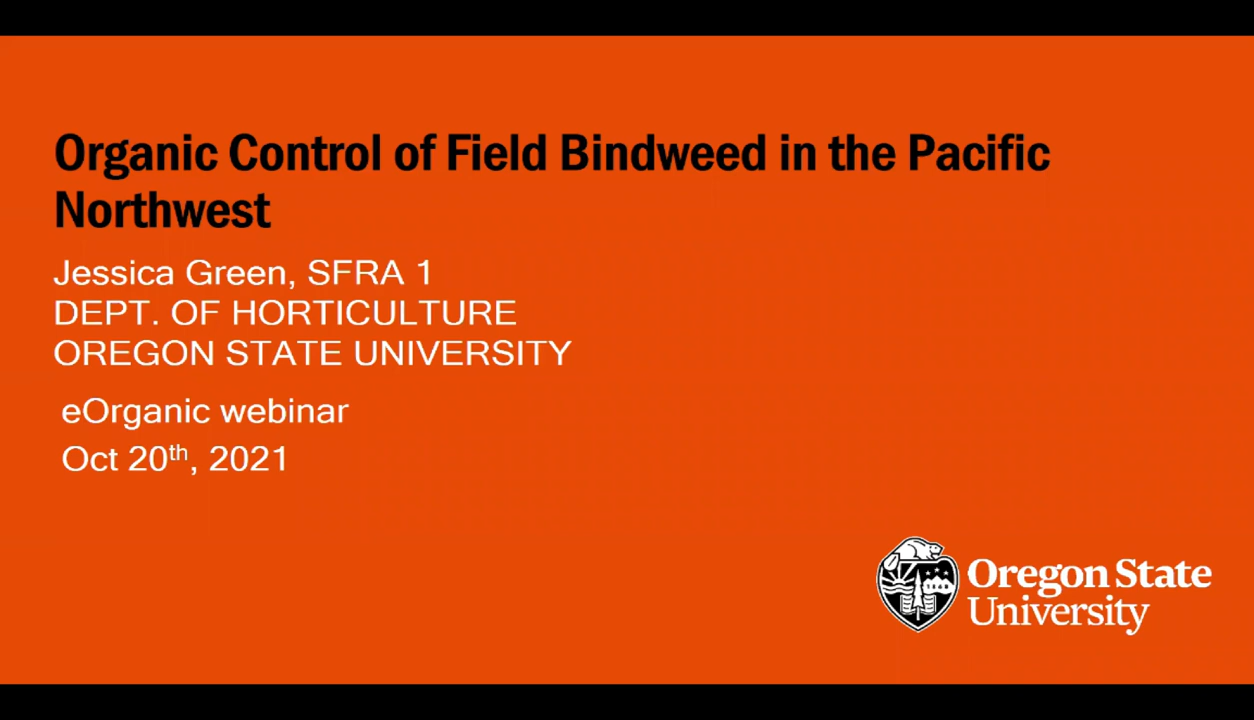 Organic Control of Field Bindweed in the Pacific
Northwest
Jessica Green, SFRA 1
DEPT. OF HORTICULTURE
OREGON STATE UNIVERSITY
eOrganic webinar
Oct 20th, 2021
Oregon State
University